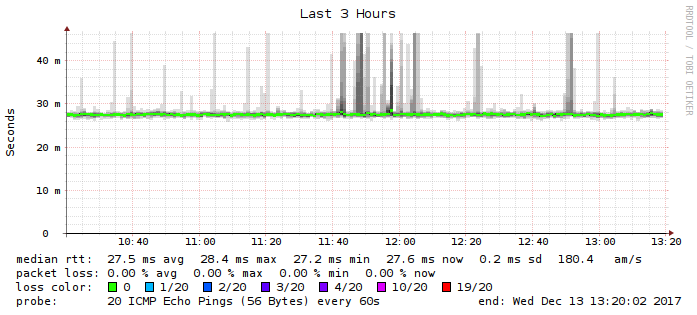 Last 3 Hours
RRDTOOL / TOBI OETIKER
Seconds
40 m
30 m
20 m
10 m
0
10:40 11:00 11:20 11:40 12:00 12:20 12:40 13:00 13:20
median rtt: 27.5 ms avg 28.4 ms max 27.2 ms min 27.6 ms now 0.2 ms sd 180.4 am/s
packet loss: 0.00 % avg 0.00 % max 0.00 % min 0.00 % now
loss color: 0 1/20 2/20 3/20 4/20 10/20 19/20
probe: 20 ICMP Echo Pings (56 Bytes) every 60s end: Wed Dec 13 13:20:02 2017